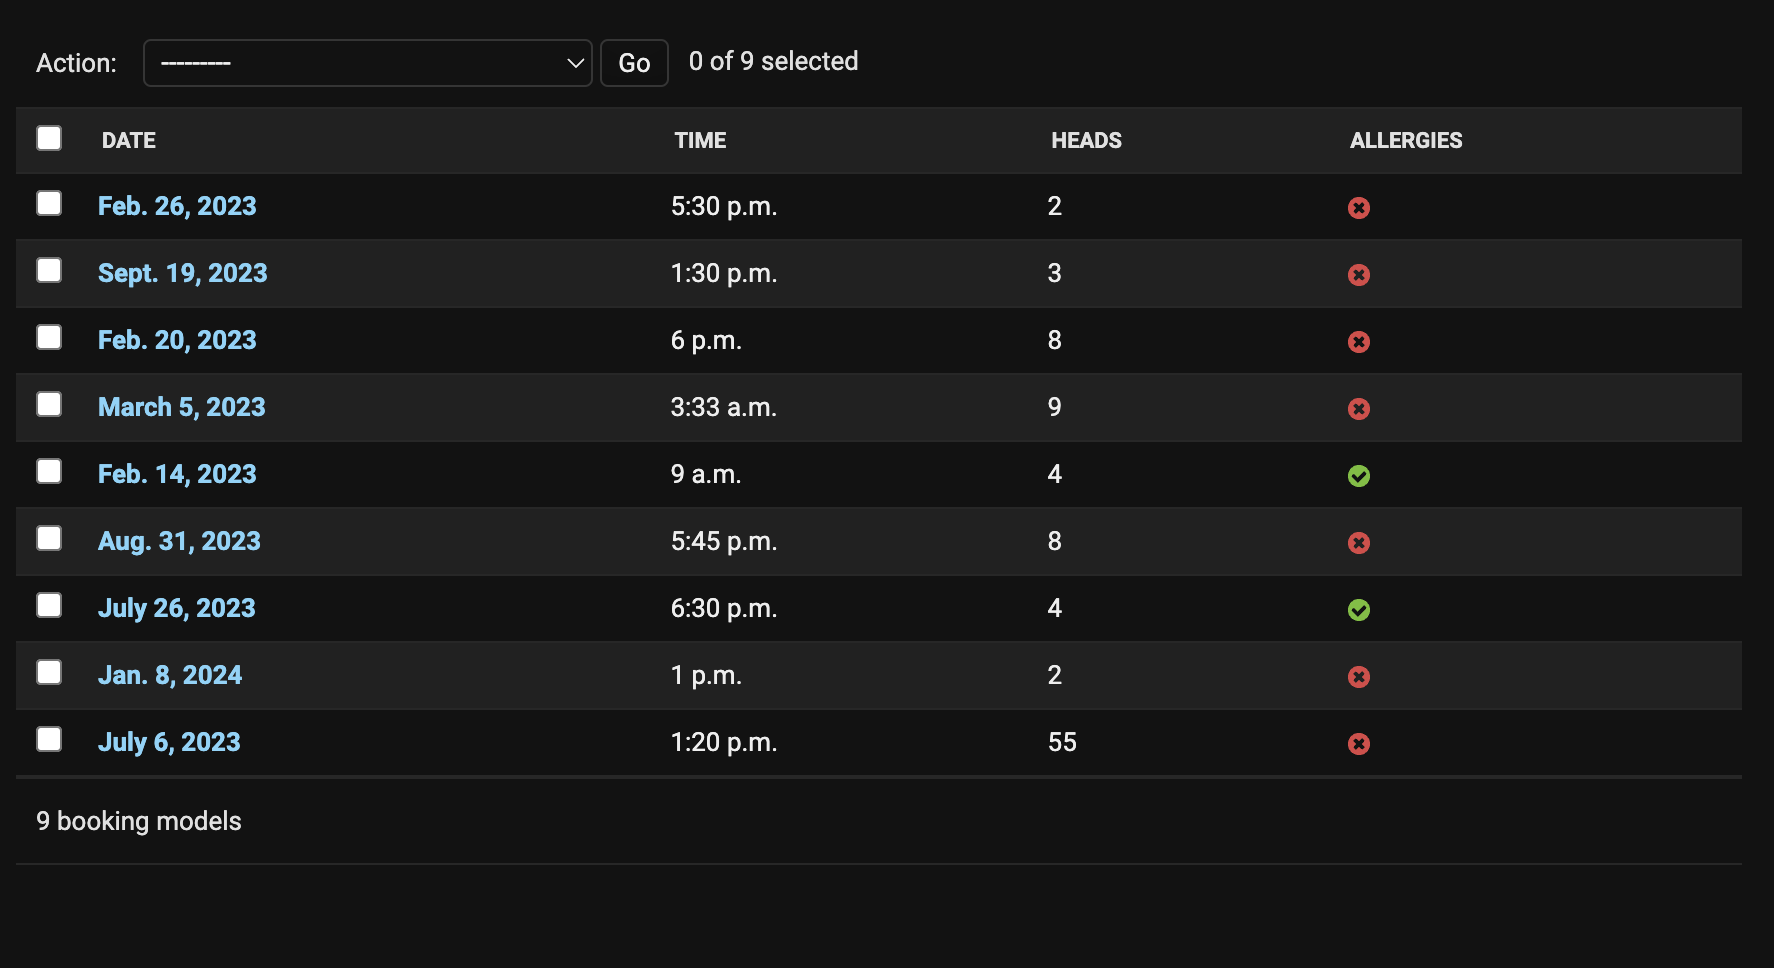 Action: --------- Go 0 of 9 selected
DATE TIME HEADS ALLERGIES
Feb. 26, 2023 5:30 p.m. 2
Sept. 19, 2023 1:30 p.m. 3
Feb. 20, 2023 6 p.m. 8
March 5, 2023 3:33 a.m. 9
Feb. 14, 2023 9 a.m. 4
Aug. 31, 2023 5:45 p.m. 8
July 26, 2023 6:30 p.m. 4
Jan. 8, 2024 1 p.m. 2
July 6, 2023 1:20 p.m. 55
9 booking models